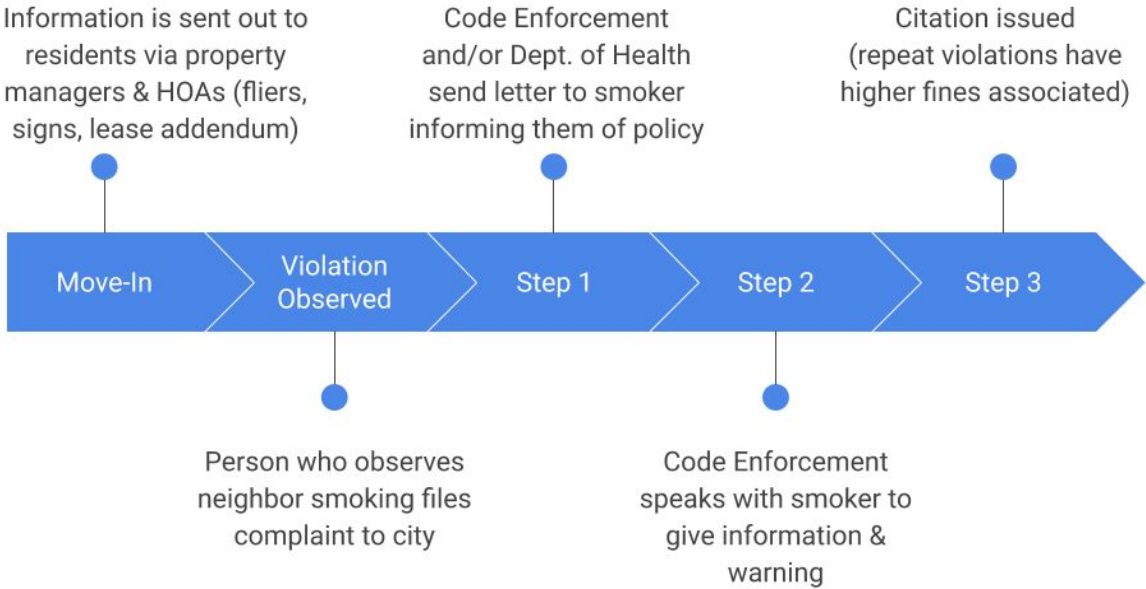 Information is sent out to
residents via property
managers & HOAs (fliers,
signs, lease addendum)
Code Enforcement
and/or Dept. of Health
send letter to smoker
informing them of policy
Citation issued
(repeat violations have
higher fines associated)
Move-In
Violation
Observed
Step 1
Step 2
Step 3
Person who observes
neighbor smoking files
complaint to city
Code Enforcement
speaks with smoker to
give information &
warning